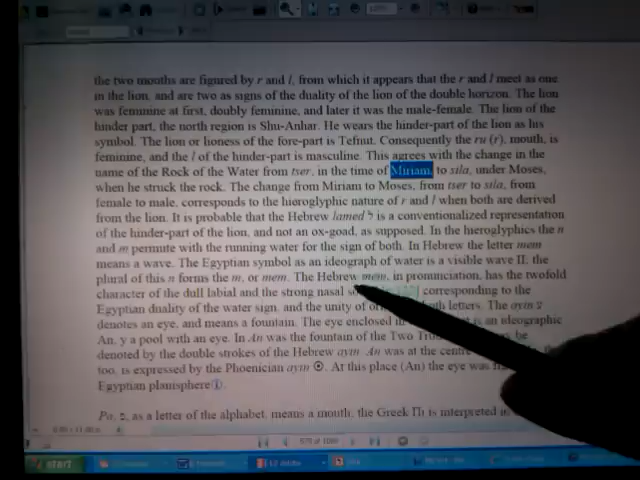 the two mouths are figured by r and l, from which it appears that the r and l meet as one
in the lion, and are two as signs of the duality of the lion of the double horizon. The lion
was feminine at first, doubly feminine, and later it was the male-female. The lion of the
hinder part, the north region is Shu-Anhar. He wears the hinder-part of the lion as his
symbol. The lion or lioness of the fore-part is Tefnut. Consequently the ru (r), mouth, is
feminine, and the l of the hinder-part is masculine. This agrees with the change in the
name of the Rock of the Water from tser, in the time of Miriam, to sila, under Moses,
when he struck the rock. The change from Miriam to Moses, from tser to sila, from
female to male, corresponds to the hieroglyphic nature of r and l when both are derived
from the lion. It is probable that the Hebrew lamed ל is a conventionalized representation
of the hinder-part of the lion, and not an ox-goad, as supposed. In the hieroglyphics the n
and m permute with the running water for the sign of both. In Hebrew the letter mem
means a wave. The Egyptian symbol as an ideograph of water is a visible wave II, the
plural of this n forms the m, or mem. The Hebrew mem, in pronunciation, has the twofold
character of the dull labial and the strong nasal corresponding to the
Egyptian duality of the water sign, and the unity of both letters. The ayin ע
denotes an eye, and means a fountain. The eye enclosed in is an ideographic
An, y a pool with an eye. In An was the fountain of the Two be
denoted by the double strokes of the Hebrew ayin. An was at the centre
too, is expressed by the Phoenician ayin ☉. At this place (An) the eye was
Egyptian planisphere
Pa, פ, as a letter of the alphabet, means a mouth, the Greek Π is interpreted
575 of 1089
start